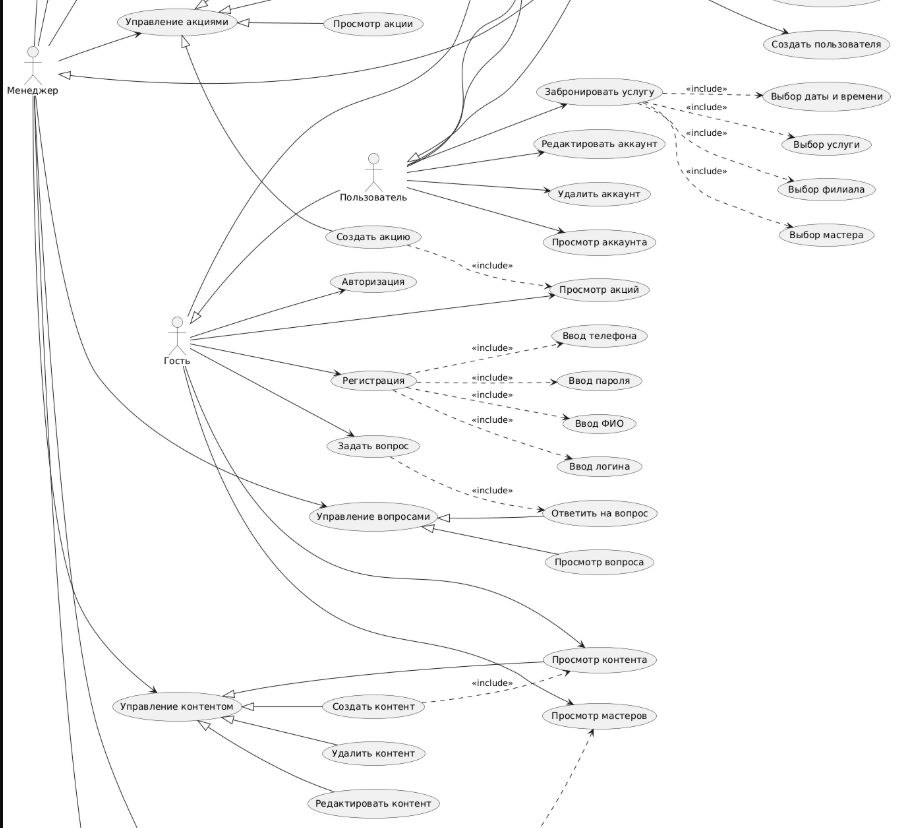 Управление акциями
Просмотр акции
Создать пользователя
Менеджер
Забронировать услугу
«include»
Выбор даты и времени
«include»
Редактировать аккаунт
«include»
Выбор услуги
«include»
Выбор филиала
Пользователь
Удалить аккаунт
Создать акцию
Просмотр аккаунта
Выбор мастера
«include»
Авторизация
Просмотр акций
Гость
Ввод телефона
«include»
Регистрация
«include»
Ввод пароля
«include»
«include»
Ввод ФИО
Задать вопрос
Ввод логина
«include»
Управление вопросами
Ответить на вопрос
Просмотр вопроса
Просмотр контента
«include»
Управление контентом
Создать контент
Просмотр мастеров
Удалить контент
Редактировать контент